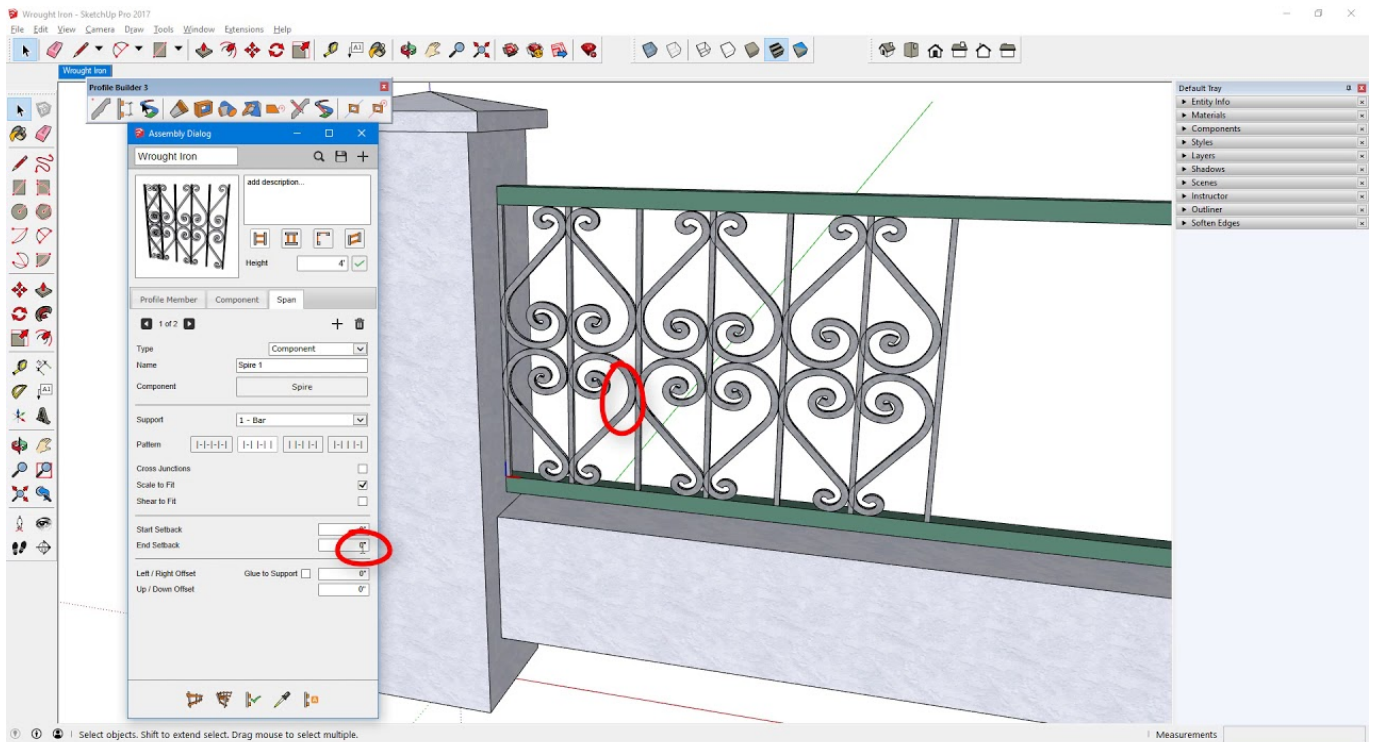 Wrought Iron - SketchUp Pro 2017
File Edit View Camera Draw Tools Window Extensions Help
Wrought Iron
Profile Builder 3
Assembly Dialog
Wrought Iron
add description...
Height 4'
Profile Member Component Span
1 of 2
Type Component
Name Spire 1
Component Spire
Support 1 - Bar
Pattern |-|-|-|-| |-| |-| | | |-| |-| |-| | |-|
Cross Junctions
Scale to Fit
Shear to Fit
Start Setback
End Setback
Left / Right Offset Glue to Support 0"
Up / Down Offset 0"
Default Tray
Entity Info
Materials
Components
Styles
Layers
Shadows
Scenes
Instructor
Outliner
Soften Edges
Select objects. Shift to extend select. Drag mouse to select multiple.
Measurements